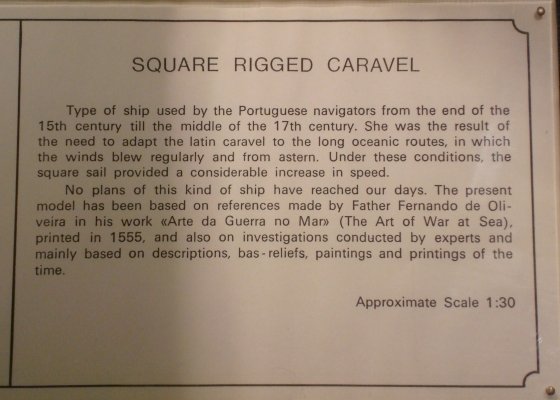 SQUARE RIGGED CARAVEL
Type of ship used by the Portuguese navigators from the end of the
15th century till the middle of the 17th century. She was the result of
the need to adapt the latin caravel to the long oceanic routes, in which
the winds blew regularly and from astern. Under these conditions, the
square sail provided a considerable increase in speed.
No plans of this kind of ship have reached our days. The present
model has been based on references made by Father Fernando de Oli-
veira in his work «Arte da Guerra no Mar» (The Art of War at Sea),
printed in 1555, and also on investigations conducted by experts and
mainly based on descriptions, bas-reliefs, paintings and printings of the
time.
Approximate Scale 1:30